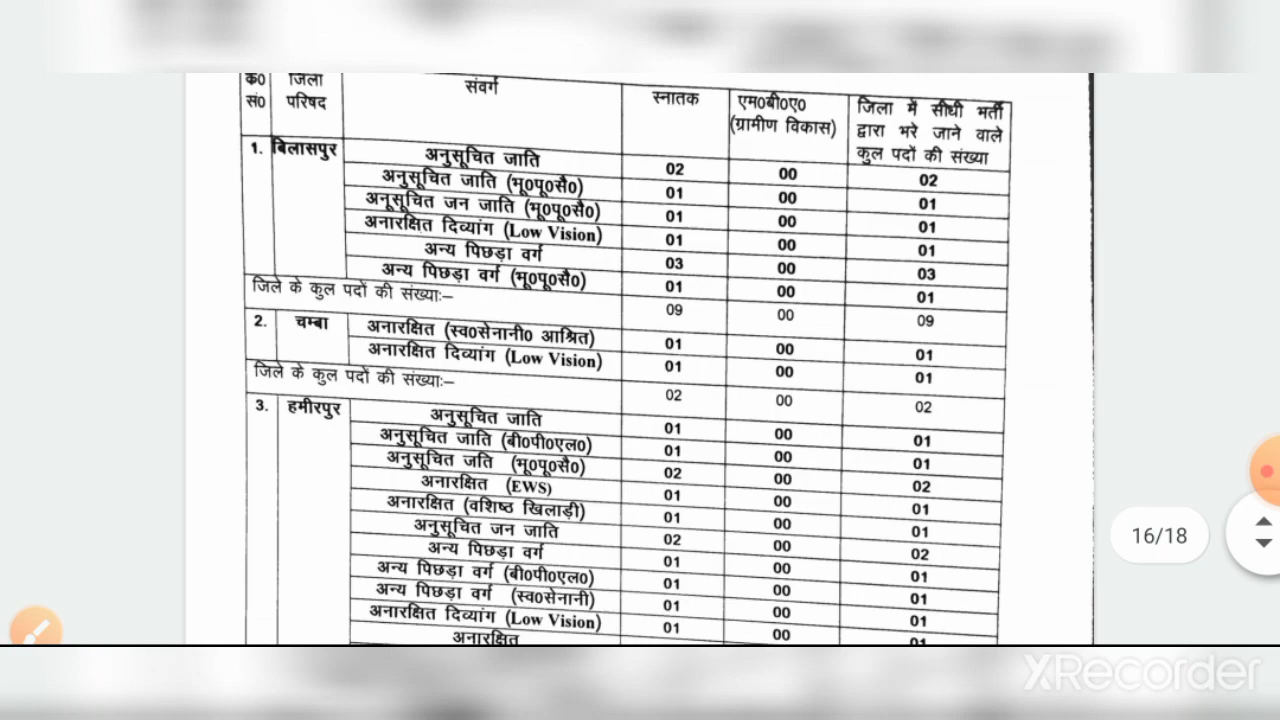 क0 जिला संवर्ग स्नातक एम0बी0ए0 जिला में सीधी भर्ती
सं0 परिषद (ग्रामीण विकास) द्वारा भरे जाने वाले
कुल पदों की संख्या
1. बिलासपुर अनुसूचित जाति 02 00 02
अनुसूचित जाति (भू0पू0सै0) 01 00 01
अनुसूचित जन जाति (भू0पू0सै0) 01 00 01
अनारक्षित दिव्यांग (Low Vision) 01 00 01
अन्य पिछड़ा वर्ग 03 00 03
अन्य पिछड़ा वर्ग (भू0पू0सै0) 01 00 01
जिले के कुल पदों की संख्याः– 09 00 09
2. चम्बा अनारक्षित (स्व0सेनानी0 आश्रित) 01 00 01
अनारक्षित दिव्यांग (Low Vision) 01 00 01
जिले के कुल पदों की संख्याः– 02 00 02
3. हमीरपुर अनुसूचित जाति 01 00 01
अनुसूचित जाति (बी0पी0एल0) 01 00 01
अनुसूचित जति (भू0पू0सै0) 02 00 02
अनारक्षित (EWS) 01 00 01
अनारक्षित (वशिष्ठ खिलाड़ी) 01 00 01
अनुसूचित जन जाति 02 00 02
अन्य पिछड़ा वर्ग 01 00 01
अन्य पिछड़ा वर्ग (बी0पी0एल0) 01 00 01
अन्य पिछड़ा वर्ग (स्व0सेनानी) 01 00 01
अनारक्षित दिव्यांग (Low Vision) 01 00 01
अनारक्षित
16/18
XRecorder